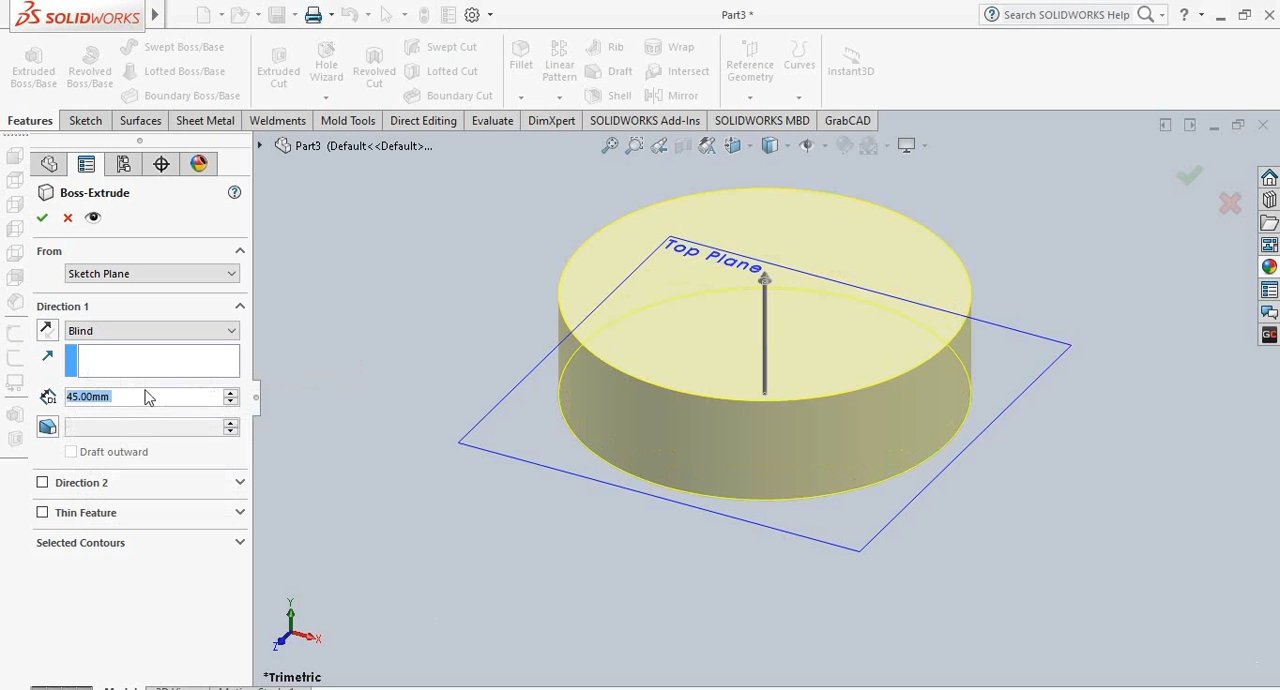 SOLIDWORKS
Part3 *
Search SOLIDWORKS Help
Extruded Boss/Base
Revolved Boss/Base
Swept Boss/Base
Lofted Boss/Base
Boundary Boss/Base
Extruded Cut
Hole Wizard
Revolved Cut
Swept Cut
Lofted Cut
Boundary Cut
Fillet
Linear Pattern
Rib
Draft
Shell
Wrap
Intersect
Mirror
Reference Geometry
Curves
Instant3D
Features
Sketch
Surfaces
Sheet Metal
Weldments
Mold Tools
Direct Editing
Evaluate
DimXpert
SOLIDWORKS Add-Ins
SOLIDWORKS MBD
GrabCAD
Part3 (Default<<Default>...
Boss-Extrude
From
Sketch Plane
Direction 1
Blind
D1
45.00mm
Draft outward
Direction 2
Thin Feature
Selected Contours
Top Plane
Y
X
Z
*Trimetric